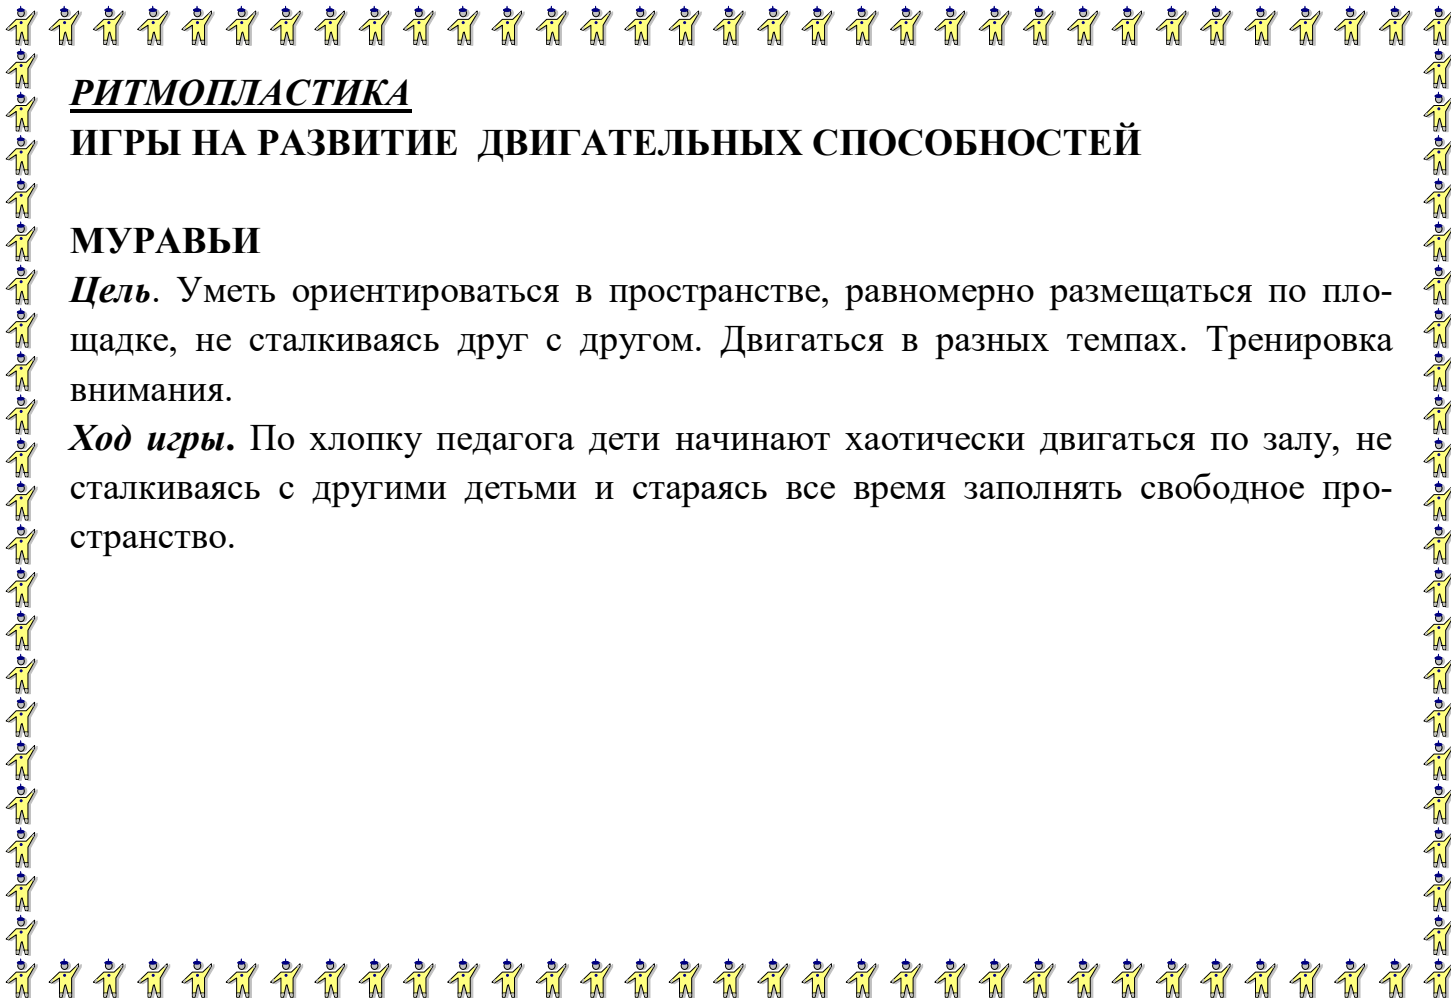 РИТМОПЛАСТИКА
ИГРЫ НА РАЗВИТИЕ ДВИГАТЕЛЬНЫХ СПОСОБНОСТЕЙ
МУРАВЬИ
Цель. Уметь ориентироваться в пространстве, равномерно размещаться по пло-
щадке, не сталкиваясь друг с другом. Двигаться в разных темпах. Тренировка
внимания.
Ход игры. По хлопку педагога дети начинают хаотически двигаться по залу, не
сталкиваясь с другими детьми и стараясь все время заполнять свободное про-
странство.